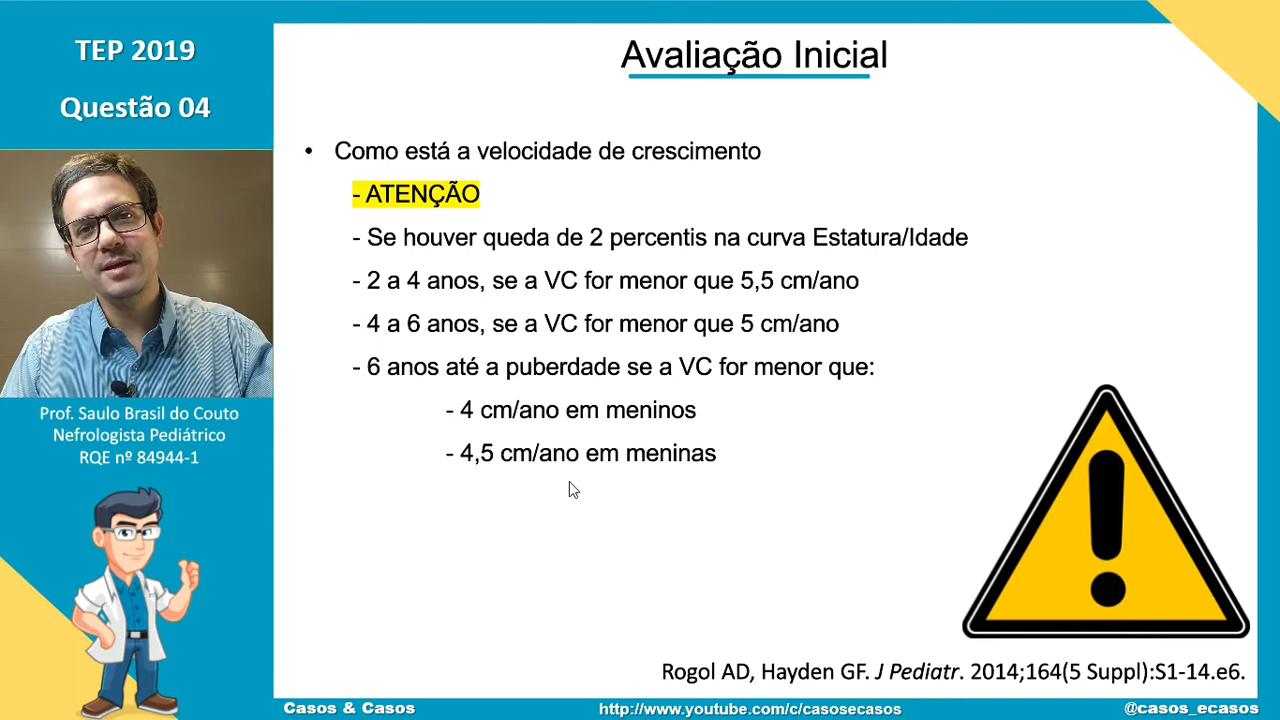 TEP 2019
Questão 04
Prof. Saulo Brasil do Couto
Nefrologista Pediátrico
RQE nº 84944-1
Avaliação Inicial
• Como está a velocidade de crescimento
- ATENÇÃO
- Se houver queda de 2 percentis na curva Estatura/Idade
- 2 a 4 anos, se a VC for menor que 5,5 cm/ano
- 4 a 6 anos, se a VC for menor que 5 cm/ano
- 6 anos até a puberdade se a VC for menor que:
- 4 cm/ano em meninos
- 4,5 cm/ano em meninas
Rogol AD, Hayden GF. J Pediatr. 2014;164(5 Suppl):S1-14.e6.
Casos & Casos
http://www.youtube.com/c/casosecasos
@casos_ecasos